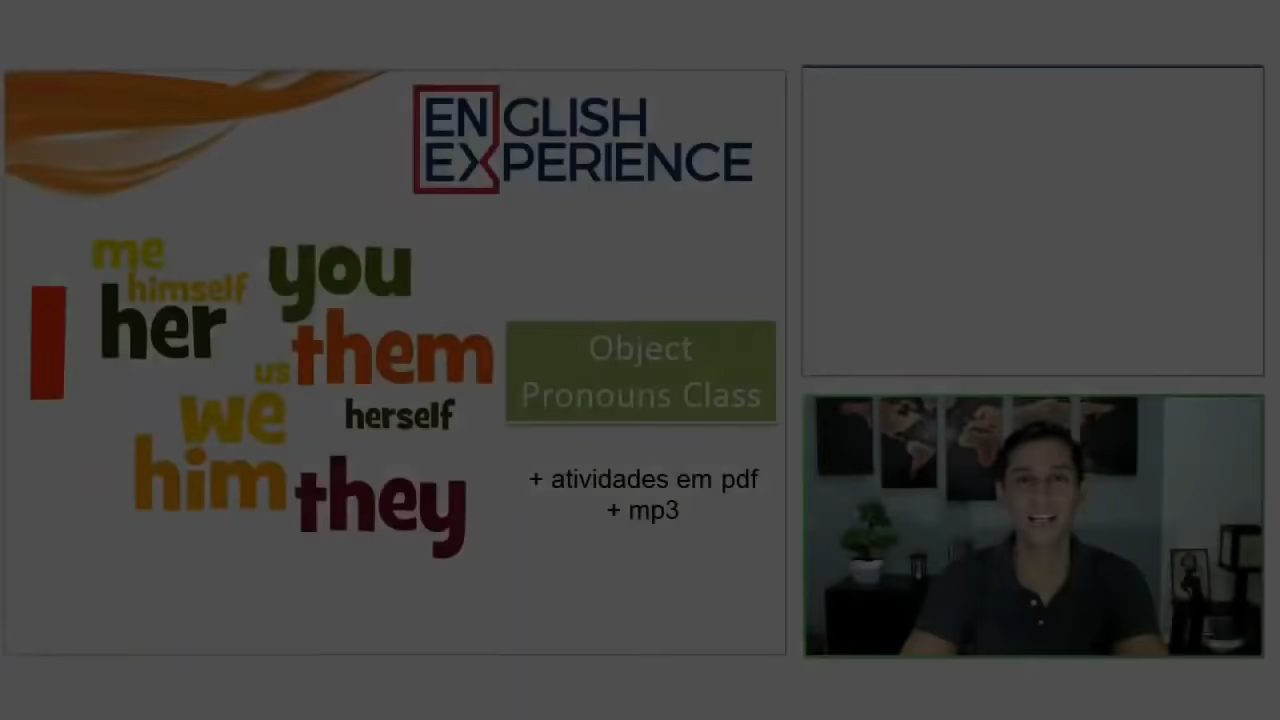 ENGLISH
EXPERIENCE
me
you
himself
I
her
them
us
we
herself
him
they
Object
Pronouns Class
+ atividades em pdf
+ mp3